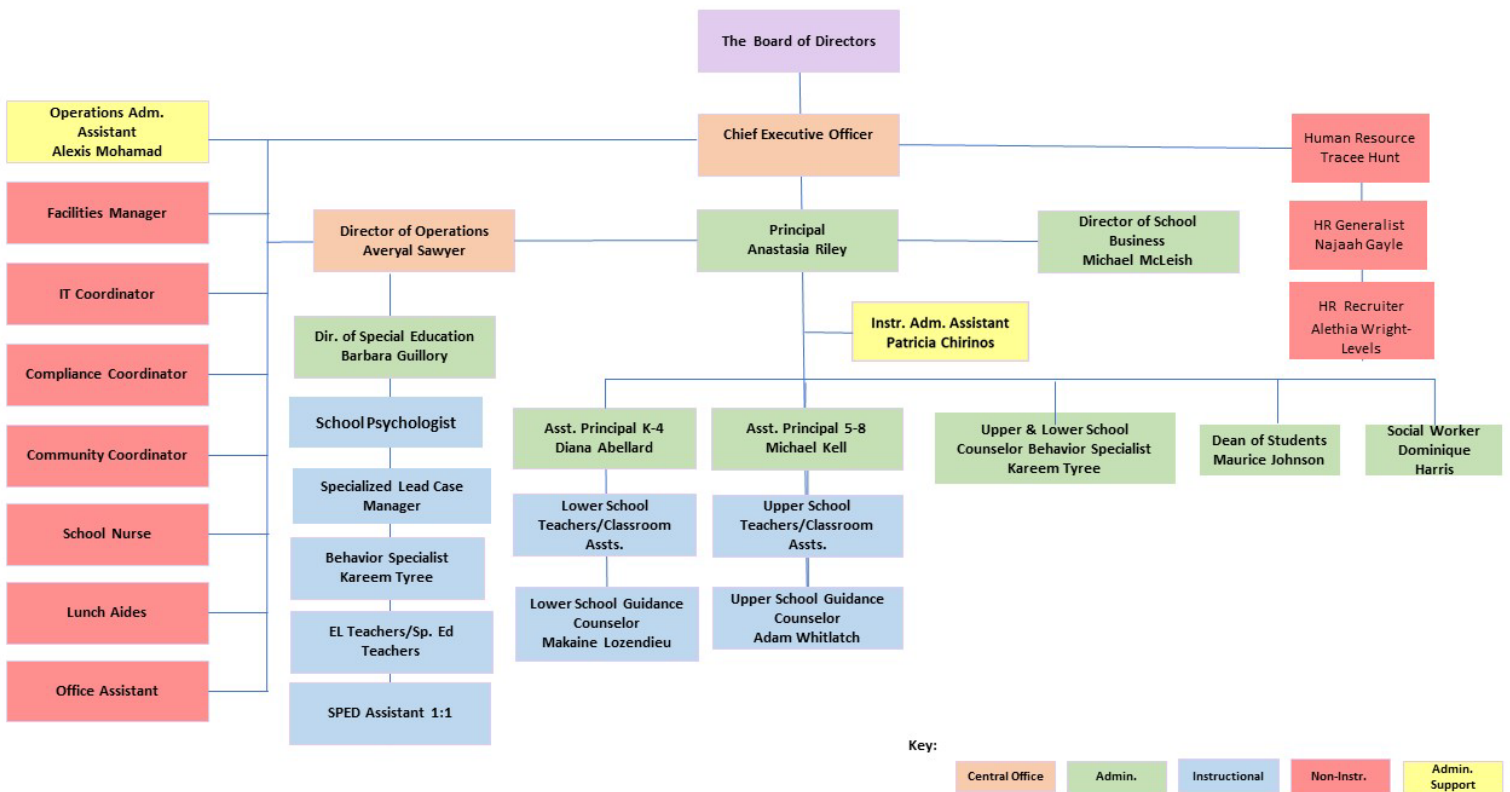 The Board of Directors
Operations Adm.
Assistant
Alexis Mohamad
Chief Executive Officer
Human Resource
Tracee Hunt
Facilities Manager
Director of Operations
Averyal Sawyer
Principal
Anastasia Riley
Director of School
Business
Michael McLeish
HR Generalist
Najaah Gayle
IT Coordinator
Instr. Adm. Assistant
Patricia Chirinos
HR Recruiter
Alethia Wright-
Levels
Dir. of Special Education
Barbara Guillory
Compliance Coordinator
School Psychologist
Asst. Principal K-4
Diana Abellard
Asst. Principal 5-8
Michael Kell
Upper & Lower School
Counselor Behavior Specialist
Kareem Tyree
Dean of Students
Maurice Johnson
Social Worker
Dominique
Harris
Community Coordinator
Specialized Lead Case
Manager
Lower School
Teachers/Classroom
Assts.
Upper School
Teachers/Classroom
Assts.
School Nurse
Behavior Specialist
Kareem Tyree
Lunch Aides
EL Teachers/Sp. Ed
Teachers
Lower School Guidance
Counselor
Makaine Lozendieu
Upper School Guidance
Counselor
Adam Whitlatch
Office Assistant
SPED Assistant 1:1
Key:
Central Office
Admin.
Instructional
Non-Instr.
Admin.
Support